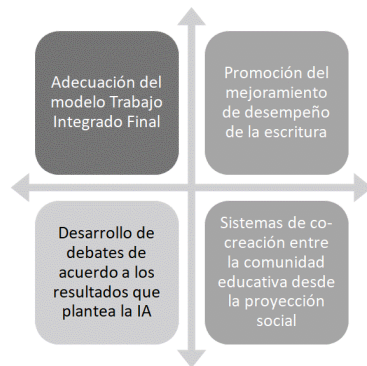 Adecuación del
modelo Trabajo
Integrado Final
Promoción del
mejoramiento
de desempeño
de la escritura
Desarrollo de
debates de
acuerdo a los
resultados que
plantea la IA
Sistemas de co-
creación entre
la comunidad
educativa desde
la proyección
social